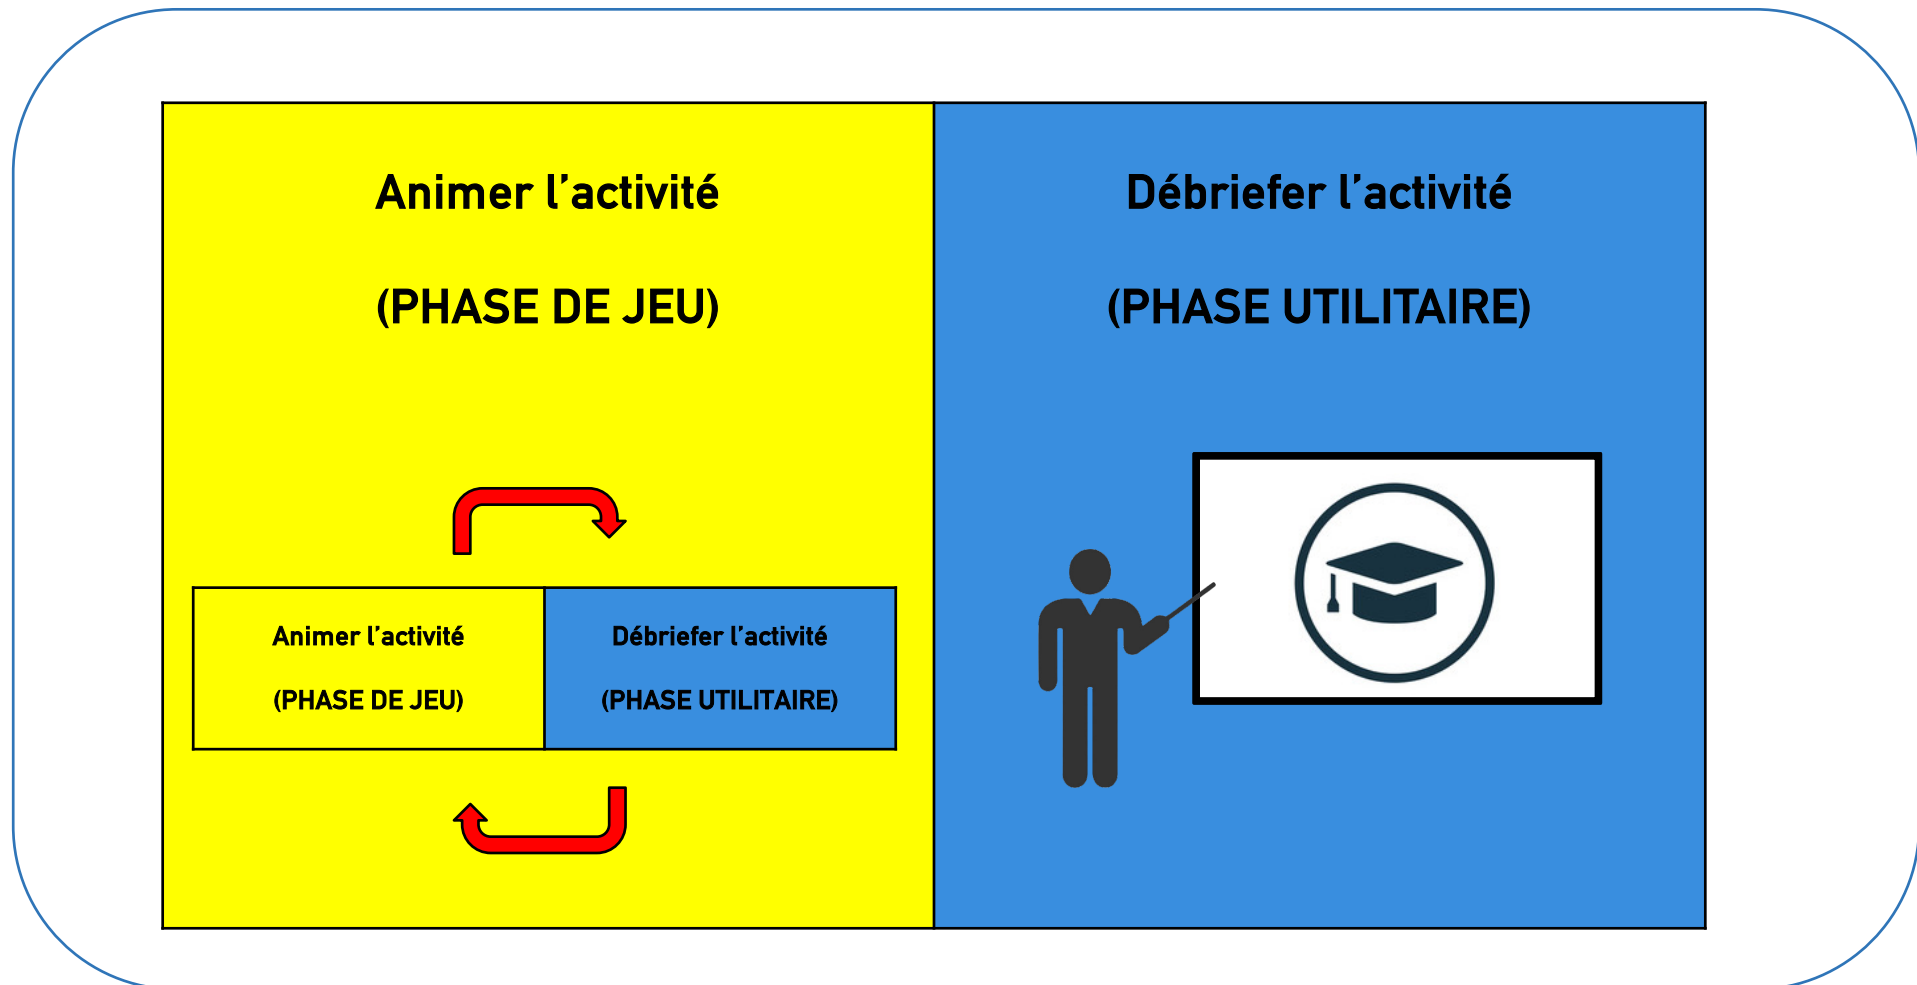 Animer l’activité
(PHASE DE JEU)
Débriefer l’activité
(PHASE UTILITAIRE)
Animer l’activité
(PHASE DE JEU)
Débriefer l’activité
(PHASE UTILITAIRE)